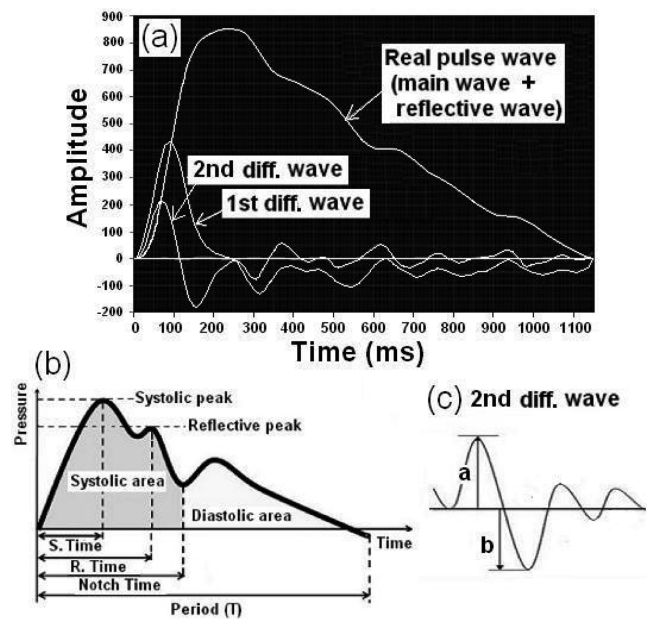 (a)
Real pulse wave
(main wave +
reflective wave)
2nd diff. wave
1st diff. wave
Amplitude
900
800
700
600
500
400
300
200
100
0
-100
-200
0 100 200 300 400 500 600 700 800 900 1000 1100
Time (ms)
(b)
Pressure
Systolic peak
Reflective peak
Systolic area
Diastolic area
Time
S. Time
R. Time
Notch Time
Period (T)
(c) 2nd diff. wave
a
b